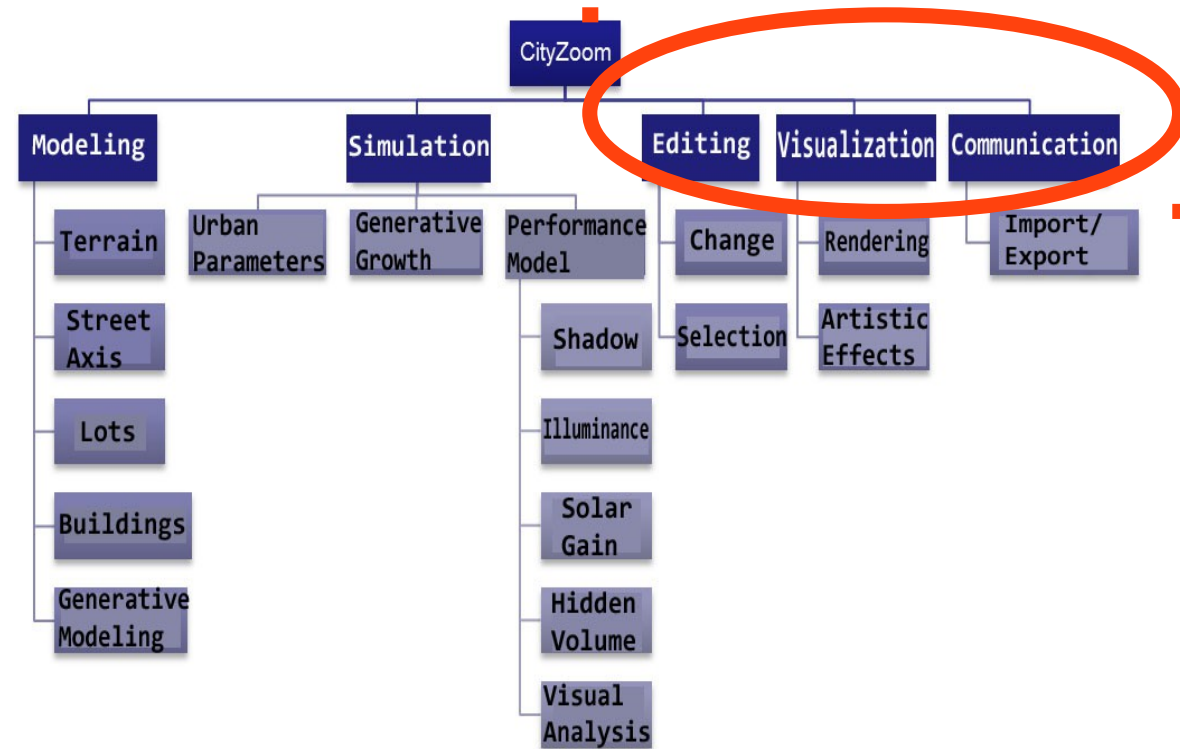 CityZoom
Modeling
Simulation
Editing
Visualization
Communication
Terrain
Street
Axis
Lots
Buildings
Generative
Modeling
Urban
Parameters
Generative
Growth
Performance
Model
Shadow
Illuminance
Solar
Gain
Hidden
Volume
Visual
Analysis
Change
Selection
Rendering
Artistic
Effects
Import/
Export